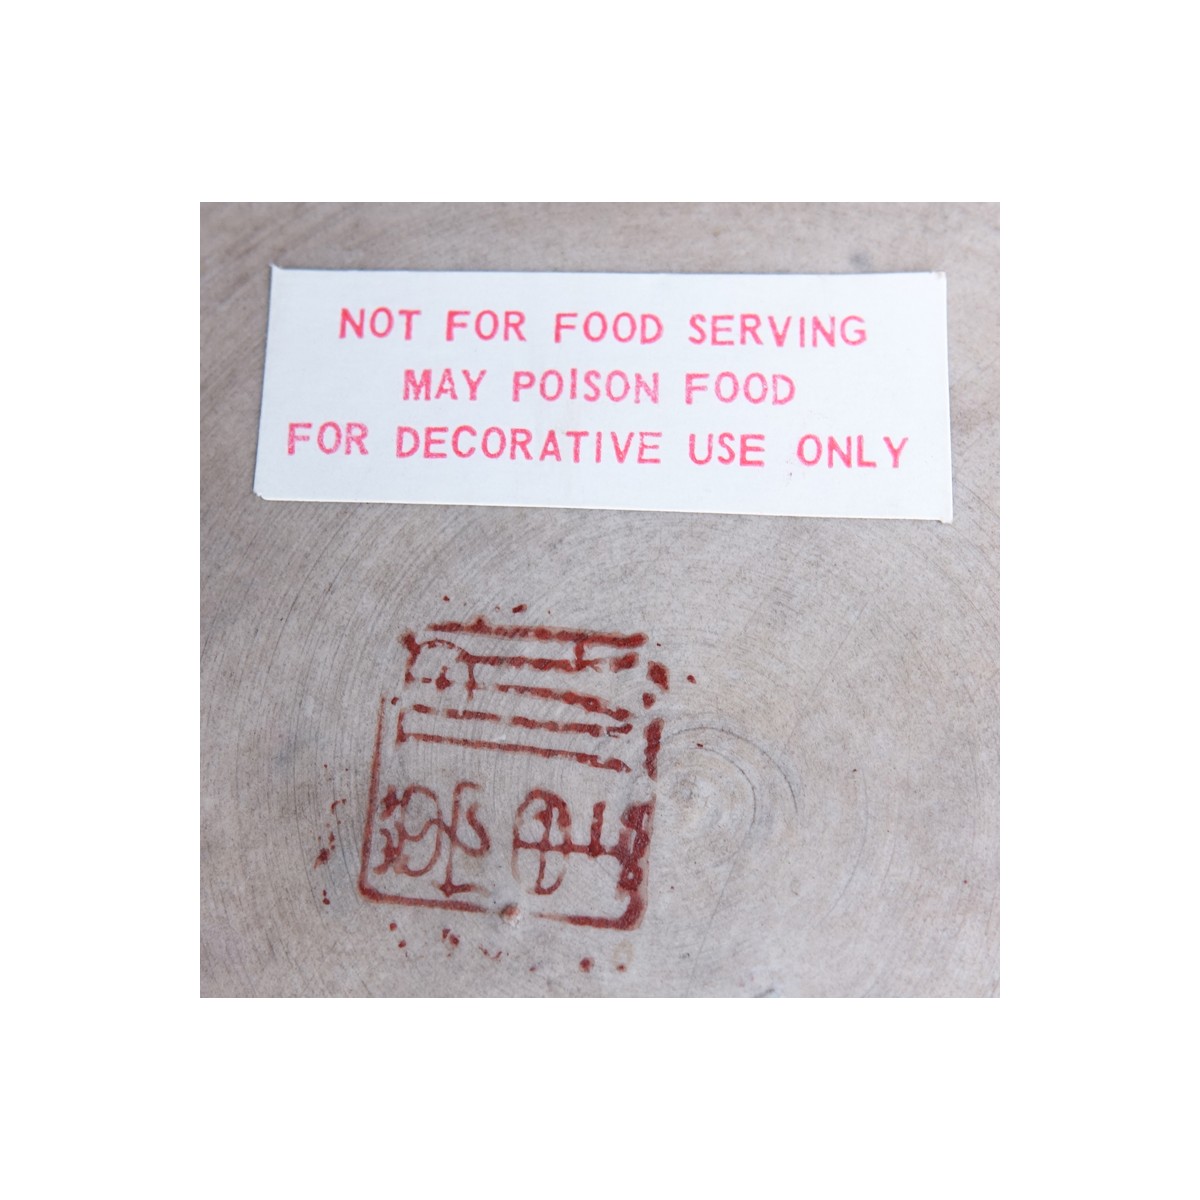 NOT FOR FOOD SERVING
MAY POISON FOOD
FOR DECORATIVE USE ONLY